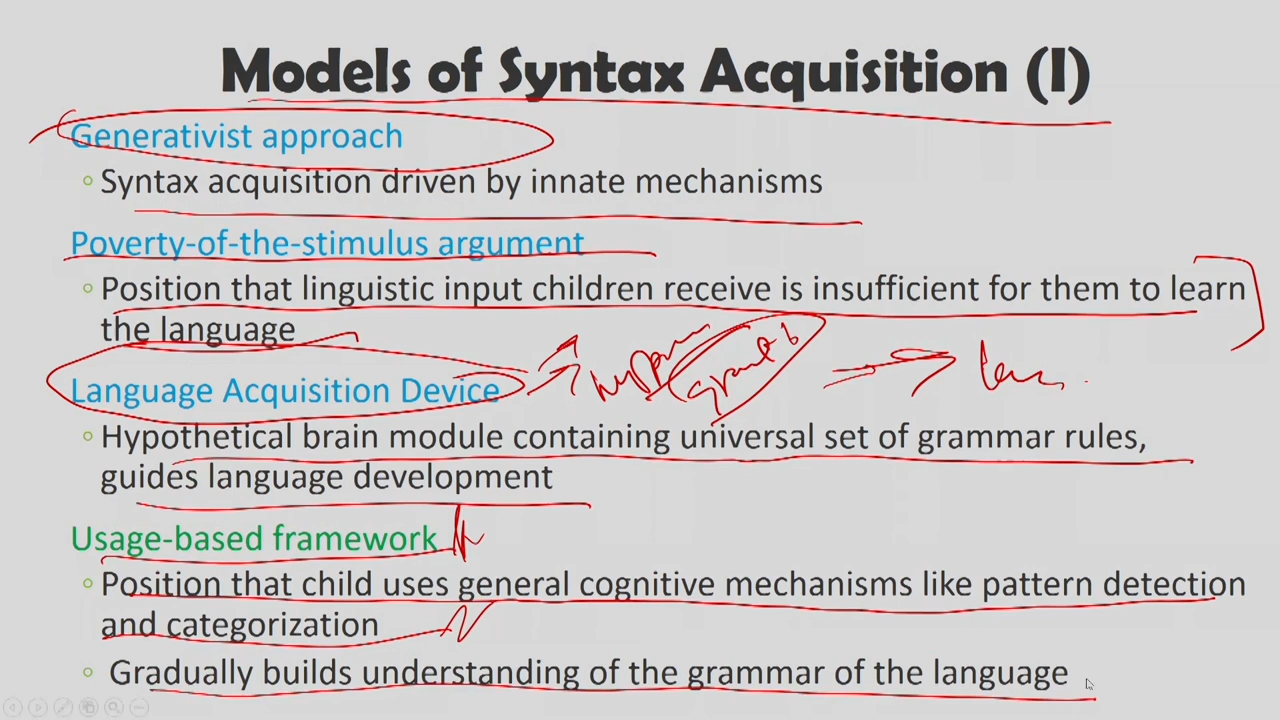 Models of Syntax Acquisition (I)
Generativist approach
Syntax acquisition driven by innate mechanisms
Poverty-of-the-stimulus argument
Position that linguistic input children receive is insufficient for them to learn
the language
Language Acquisition Device
Hypothetical brain module containing universal set of grammar rules,
guides language development
Usage-based framework
Position that child uses general cognitive mechanisms like pattern detection
and categorization
Gradually builds understanding of the grammar of the language